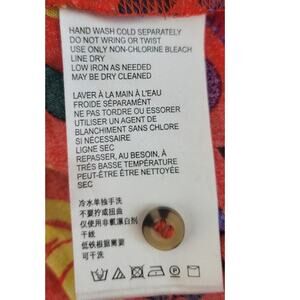 HAND WASH COLD SEPARATELY
DO NOT WRING OR TWIST
USE ONLY NON-CHLORINE BLEACH
LINE DRY
LOW IRON AS NEEDED
MAY BE DRY CLEANED
LAVER À LA MAIN À L'EAU
FROIDE SÉPARAMÉNT
NE PAS TORDRE OU ESSORER
UTILISER UN AGENT DE
BLANCHIMENT SANS CHLORE
SI NÉCESSAIRE
LIGNE SEC
REPASSER, AU BESOIN, À
TRÈS BASSE TEMPÉRATURE
PEUT-ÊTRE ÊTRE NETTOYÉE
SEC
冷水单独手洗
不要拧或扭曲
仅使用非氯漂白剂
干晾
低铁根据需要
可干洗